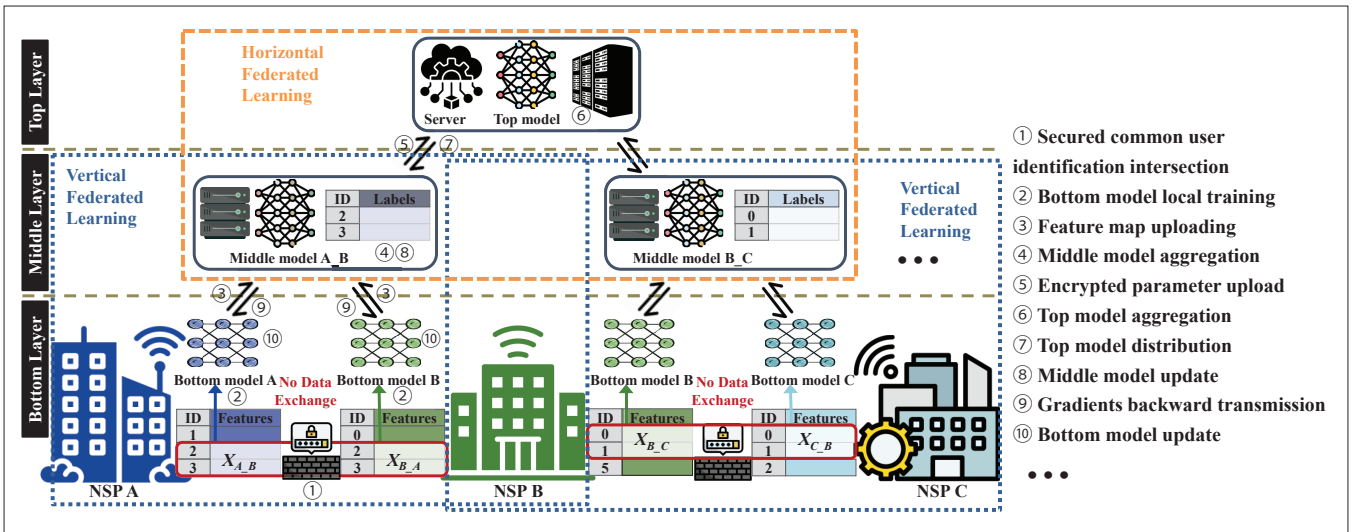 Top Layer
Horizontal
Federated
Learning
Server
Top model
⑥
⑤
⑦
Middle Layer
Vertical
Federated
Learning
ID
Labels
2
3
④⑧
Middle model A_B
ID
Labels
0
1
Middle model B_C
Vertical
Federated
Learning
• • •
Bottom Layer
③
⑨
⑨
③
⑩
⑩
Bottom model A
②
No Data
Exchange
Bottom model B
②
ID
Features
1
2
3
X_{A_B}
①
ID
Features
0
2
3
X_{B_A}
NSP A
NSP B
Bottom model B
No Data
Exchange
Bottom model C
ID
Features
0
1
5
X_{B_C}
ID
Features
0
1
2
X_{C_B}
NSP C
① Secured common user
identification intersection
② Bottom model local training
③ Feature map uploading
④ Middle model aggregation
⑤ Encrypted parameter upload
⑥ Top model aggregation
⑦ Top model distribution
⑧ Middle model update
⑨ Gradients backward transmission
⑩ Bottom model update
• • •